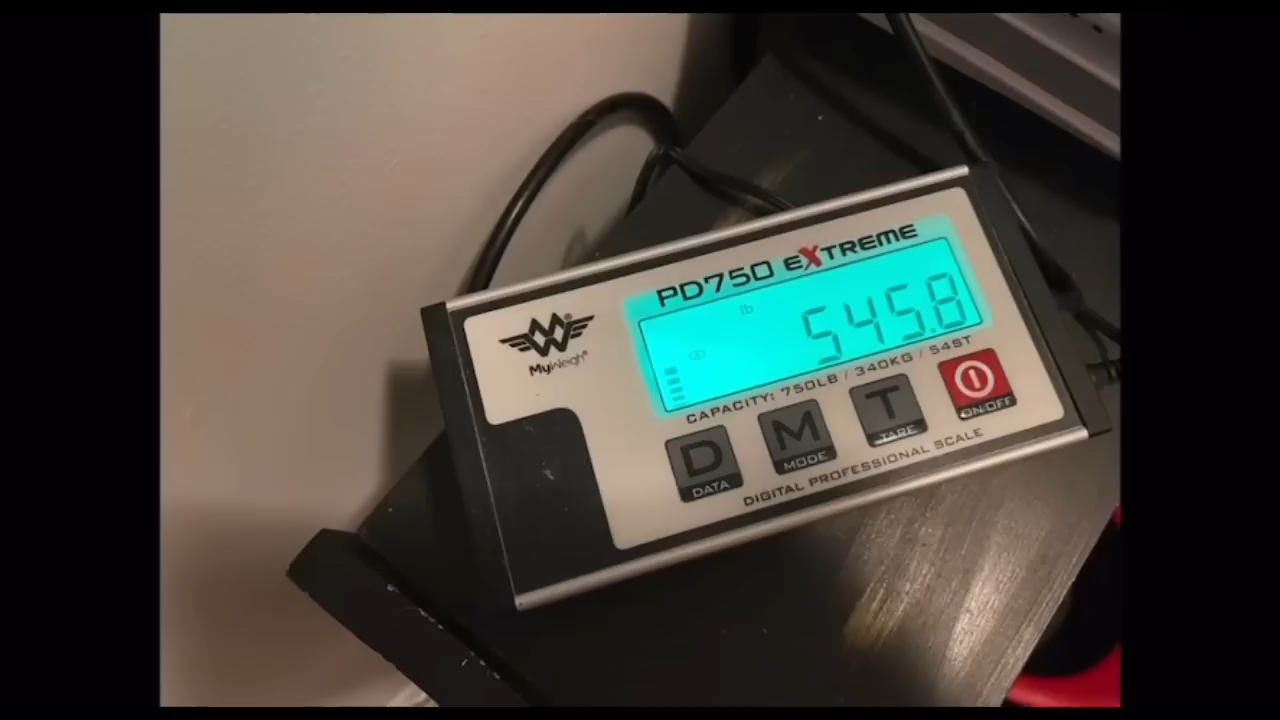 PD750 EXTREME
lb
545.8
MyWeigh®
CAPACITY: 750LB / 340KG / 54ST
D
DATA
M
MODE
T
TARE
ON/OFF
DIGITAL PROFESSIONAL SCALE